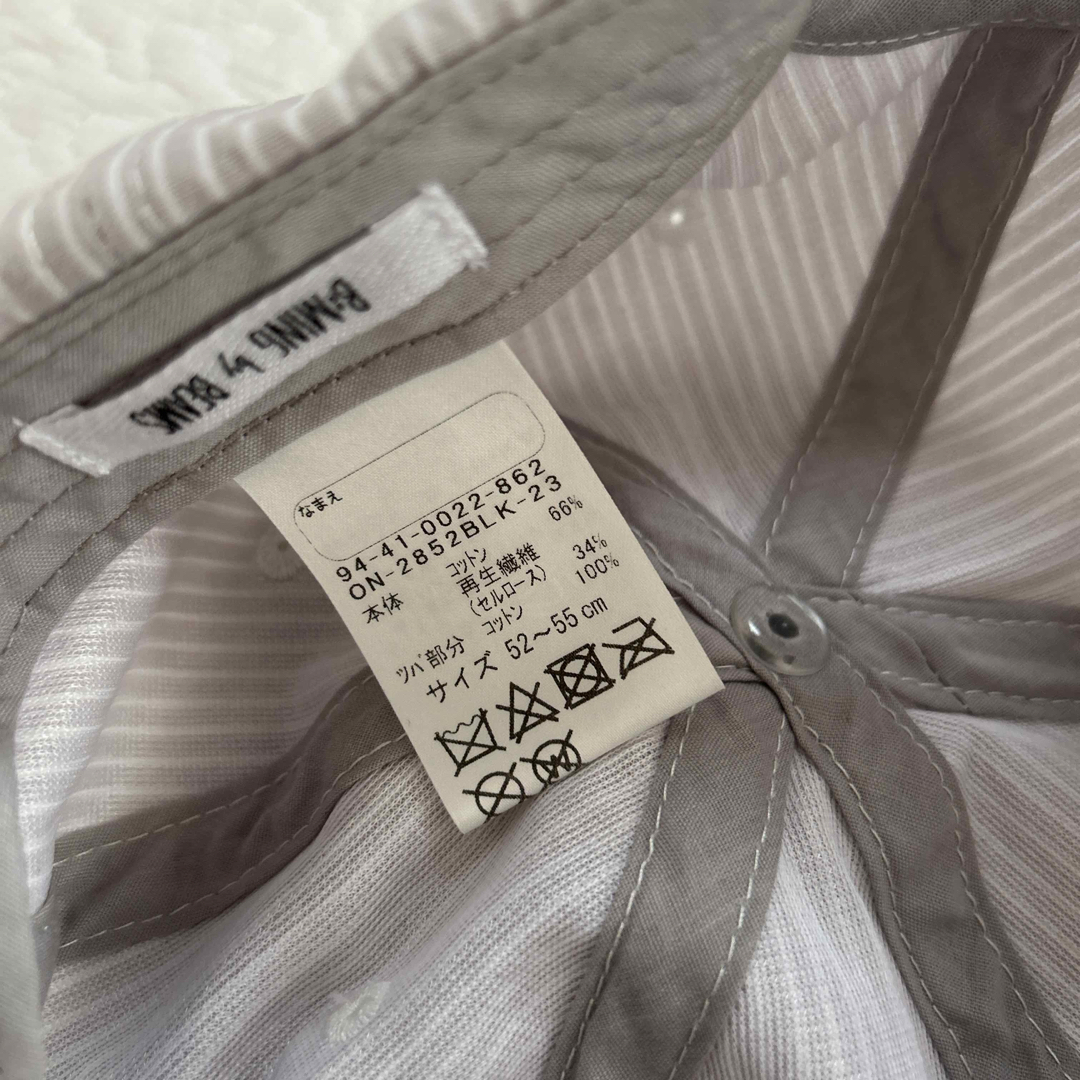 B:MING by BEAMS
なまえ
94-41-0022-862
ON-2852BLK-23
本体 コットン 66%
再生繊維 34%
(セルロース)
ツバ部分 コットン 100%
サイズ 52～55cm